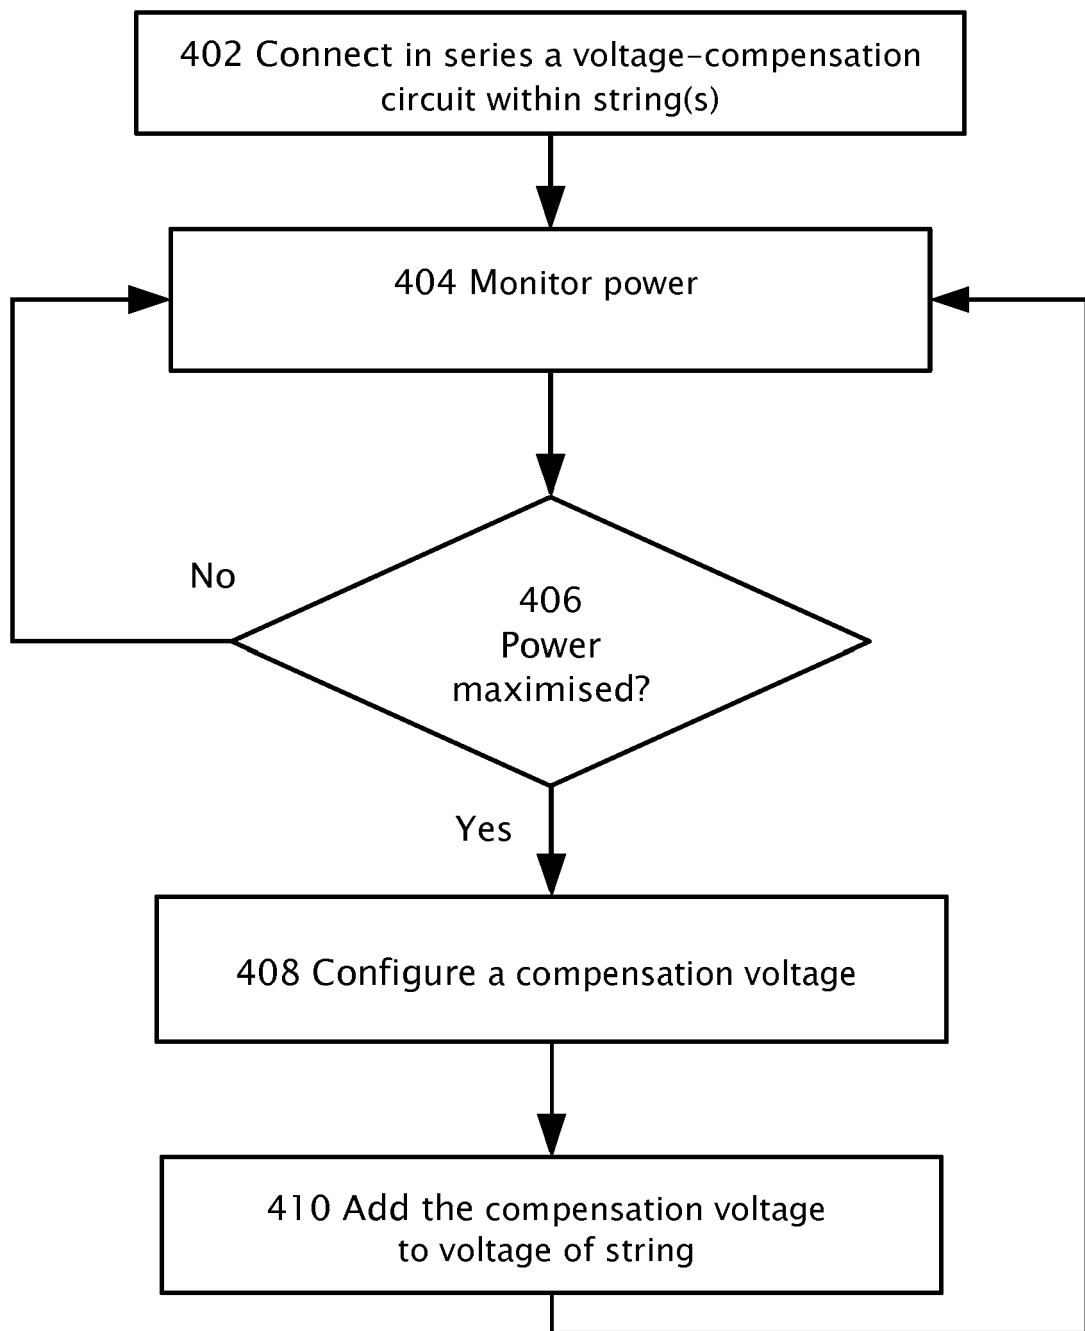 402 Connect in series a voltage-compensation
circuit within string(s)
404 Monitor power
No
406
Power
maximised?
Yes
408 Configure a compensation voltage
410 Add the compensation voltage
to voltage of string